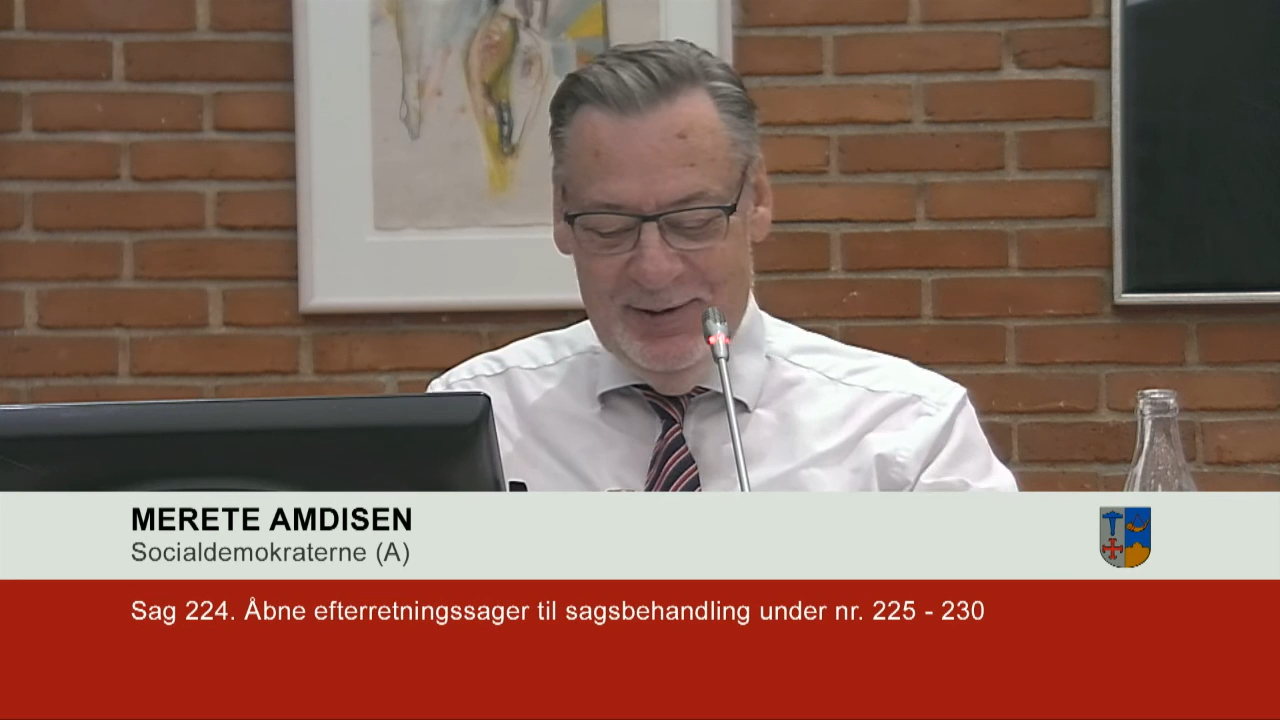 MERETE AMDISEN
Socialdemokraterne (A)
Sag 224. Åbne efterretningssager til sagsbehandling under nr. 225 - 230